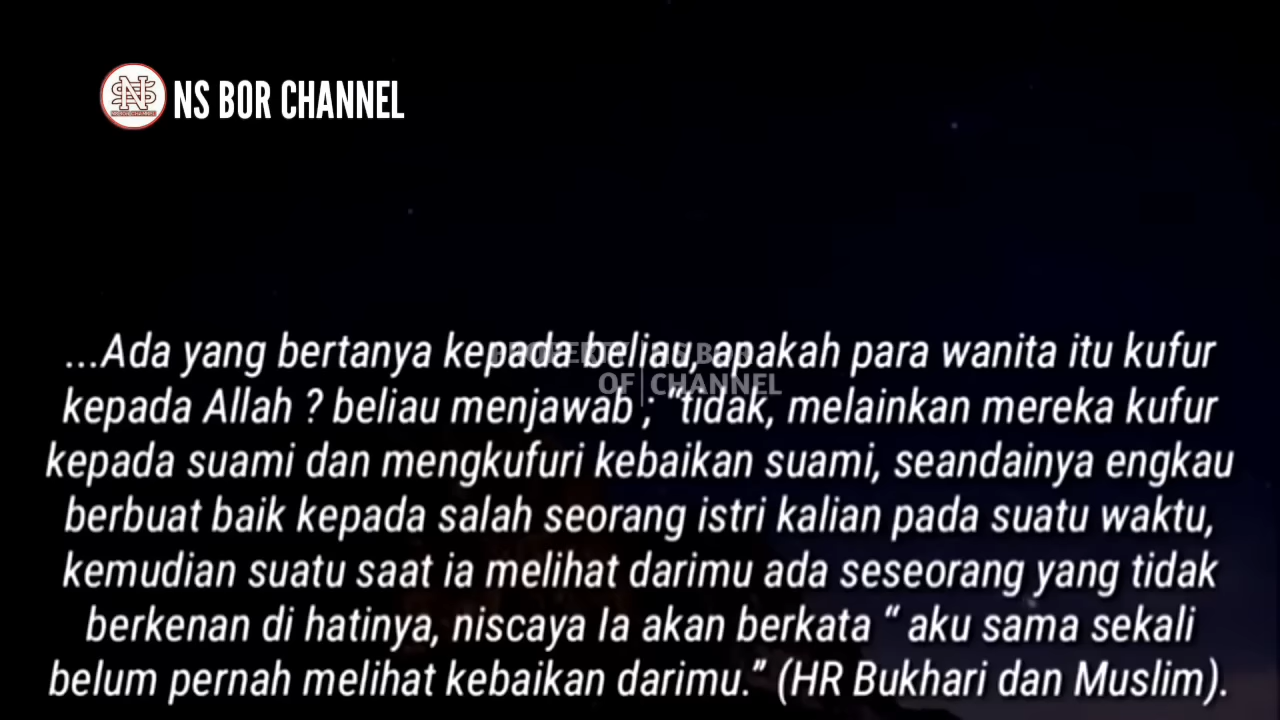 NS BOR CHANNEL
...Ada yang bertanya kepada beliau, apakah para wanita itu kufur
kepada Allah ? beliau menjawab ; “tidak, melainkan mereka kufur
kepada suami dan mengkufuri kebaikan suami, seandainya engkau
berbuat baik kepada salah seorang istri kalian pada suatu waktu,
kemudian suatu saat ia melihat darimu ada seseorang yang tidak
berkenan di hatinya, niscaya Ia akan berkata “ aku sama sekali
belum pernah melihat kebaikan darimu.” (HR Bukhari dan Muslim).
OF CHANNEL